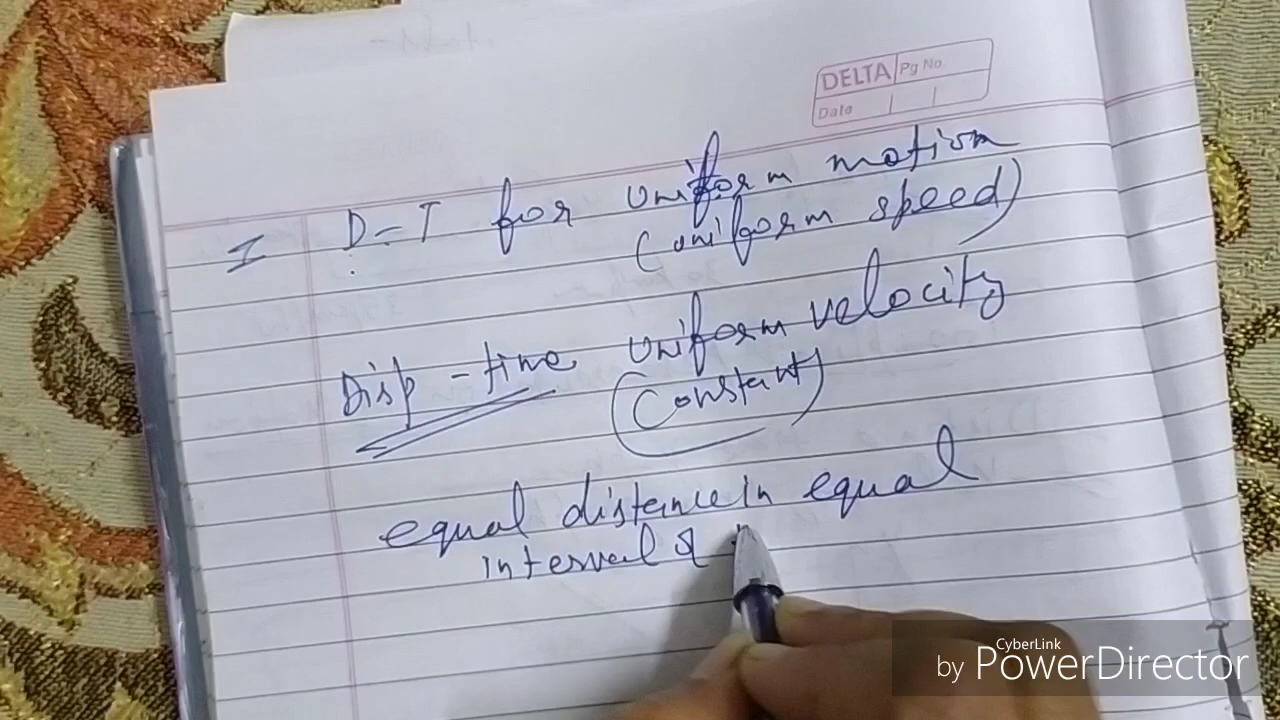 DELTA Pg No.
Date
I D-T for uniform motion
(uniform speed)
Disp - time uniform velocity
(Constant)
equal distance in equal
interval of
CyberLink
by PowerDirector